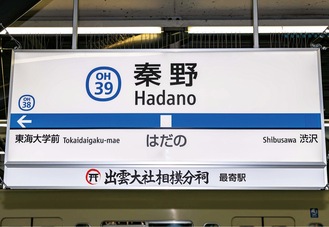 OH
39
秦野
Hadano
OH
38
東海大学前 Tokaidaigaku-mae
はだの
Shibusawa 渋沢
出雲大社相模分祠 最寄駅